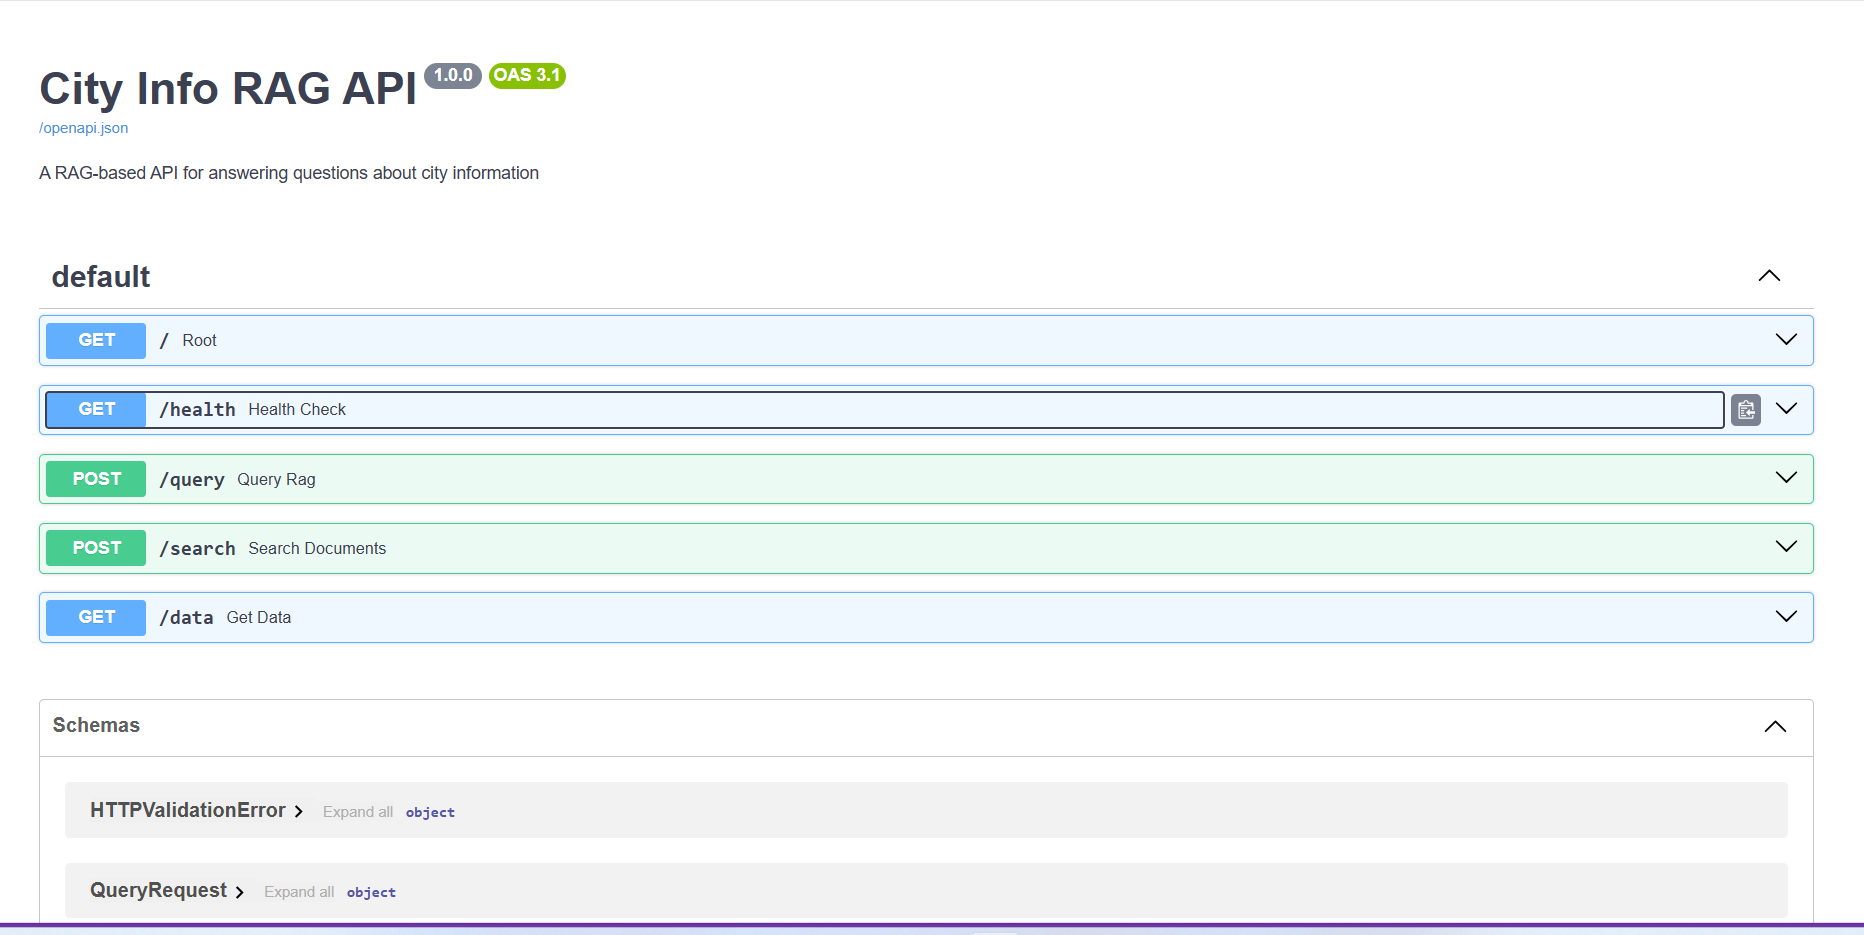 City Info RAG API 1.0.0 OAS 3.1
/openapi.json
A RAG-based API for answering questions about city information
default
GET / Root
GET /health Health Check
POST /query Query Rag
POST /search Search Documents
GET /data Get Data
Schemas
HTTPValidationError Expand all object
QueryRequest Expand all object